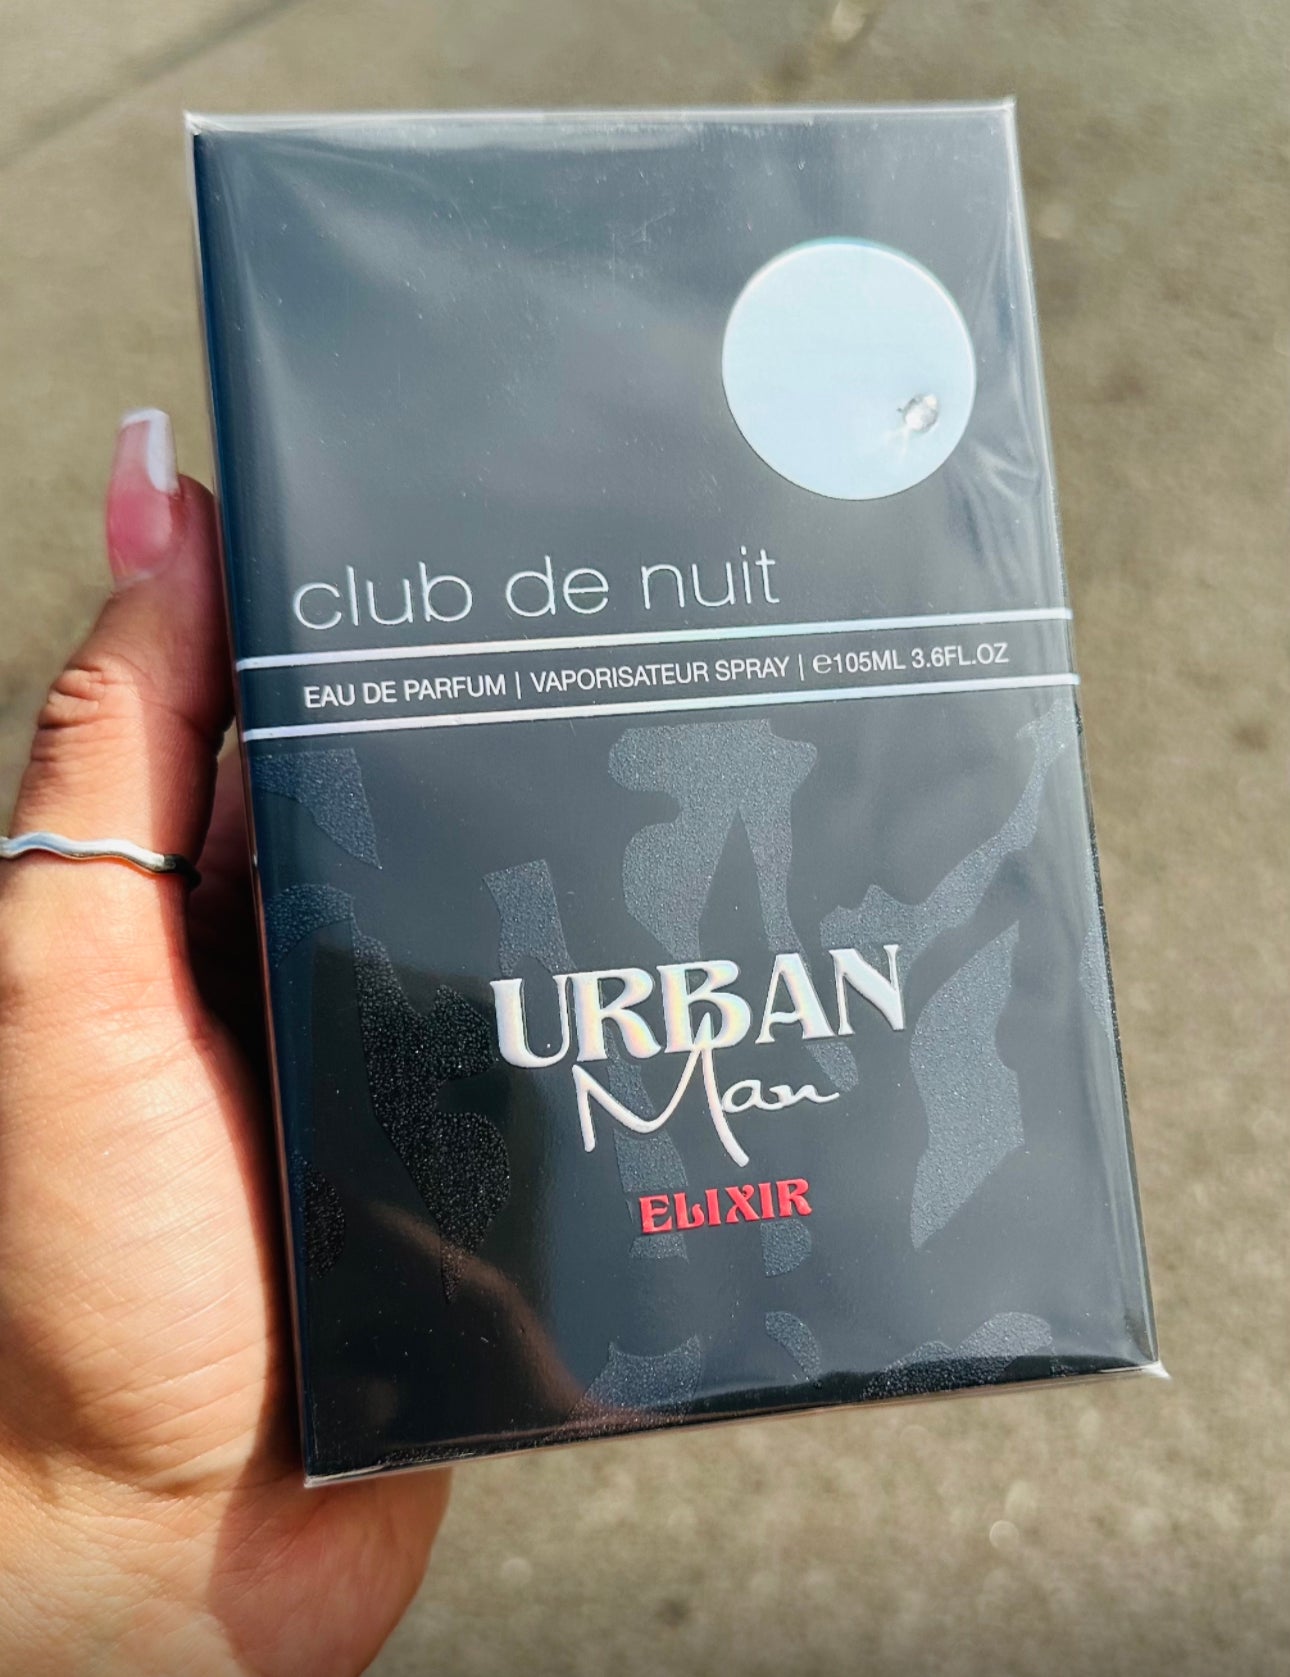 club de nuit
EAU DE PARFUM | VAPORISATEUR SPRAY | ℮105ML 3.6FL.OZ
URBAN
Man
ELIXIR